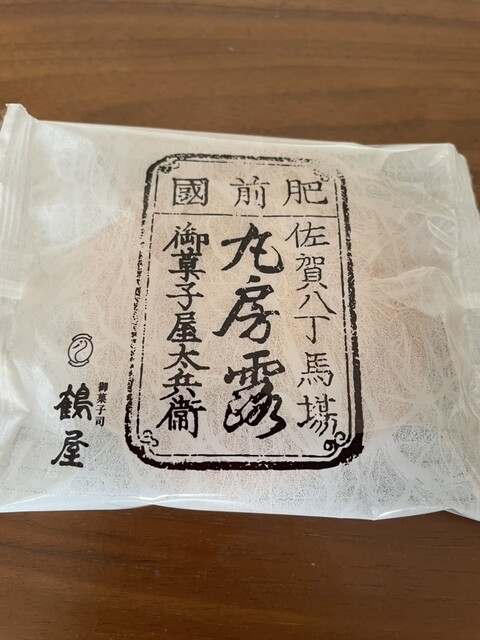 肥前國
佐賀八丁馬場
丸房露
御菓子屋太兵衛
御菓子司
鶴屋